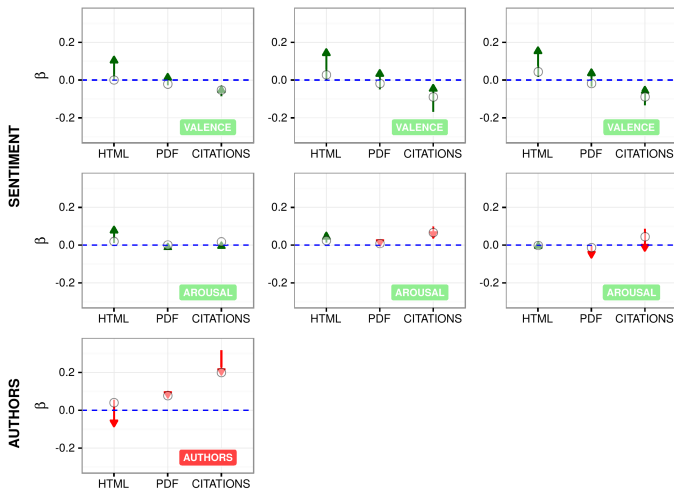 SENTIMENT
β
0.2
0.0
-0.2
VALENCE
HTML PDF CITATIONS
0.2
0.0
-0.2
VALENCE
HTML PDF CITATIONS
0.2
0.0
-0.2
VALENCE
HTML PDF CITATIONS
β
0.2
0.0
-0.2
AROUSAL
HTML PDF CITATIONS
0.2
0.0
-0.2
AROUSAL
HTML PDF CITATIONS
0.2
0.0
-0.2
AROUSAL
HTML PDF CITATIONS
AUTHORS
β
0.2
0.0
-0.2
AUTHORS
HTML PDF CITATIONS